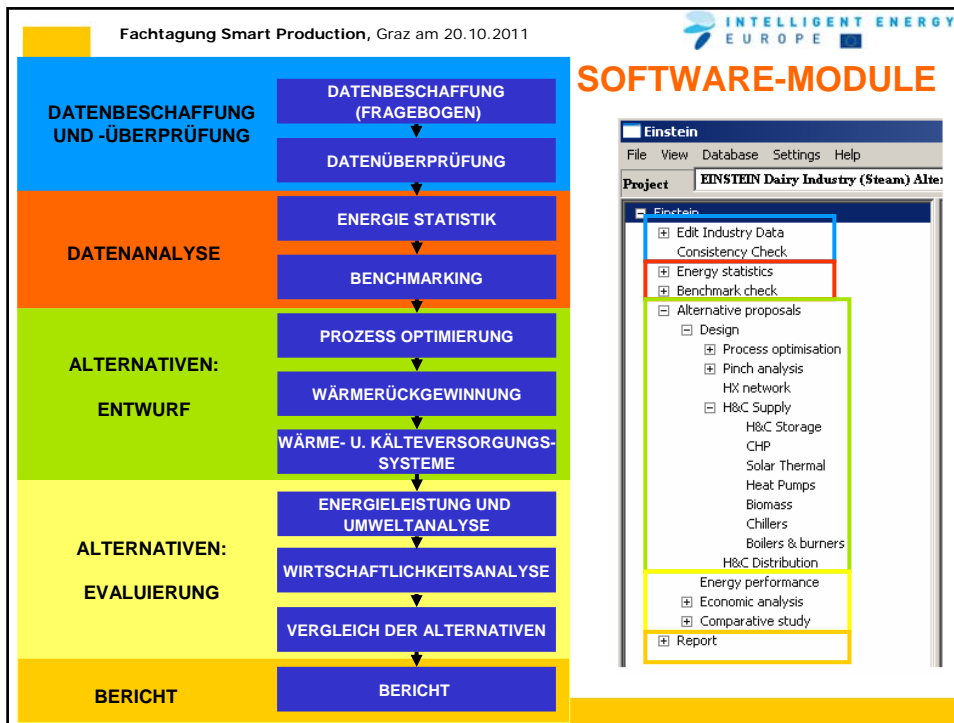 Fachtagung Smart Production, Graz am 20.10.2011
INTELLIGENT ENERGY
EUROPE
SOFTWARE-MODULE
DATENBESCHAFFUNG
UND -ÜBERPRÜFUNG
DATENBESCHAFFUNG
(FRAGEBOGEN)
DATENÜBERPRÜFUNG
DATENANALYSE
ENERGIE STATISTIK
BENCHMARKING
ALTERNATIVEN:
ENTWURF
PROZESS OPTIMIERUNG
WÄRMERÜCKGEWINNUNG
WÄRME- U. KÄLTEVERSORGUNGS-
SYSTEME
ALTERNATIVEN:
EVALUIERUNG
ENERGIELEISTUNG UND
UMWELTANALYSE
WIRTSCHAFTLICHKEITSANALYSE
VERGLEICH DER ALTERNATIVEN
BERICHT
BERICHT
Einstein
File View Database Settings Help
Project EINSTEIN Dairy Industry (Steam) Alter
Einstein
Edit Industry Data
Consistency Check
Energy statistics
Benchmark check
Alternative proposals
Design
Process optimisation
Pinch analysis
HX network
H&C Supply
H&C Storage
CHP
Solar Thermal
Heat Pumps
Biomass
Chillers
Boilers & burners
H&C Distribution
Energy performance
Economic analysis
Comparative study
Report